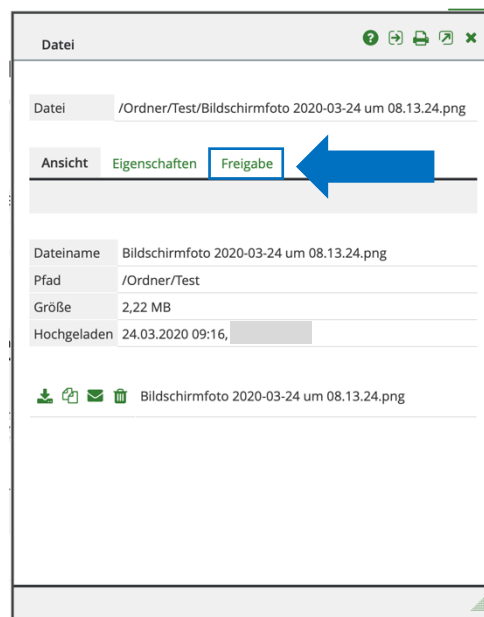 Datei
Datei /Ordner/Test/Bildschirmfoto 2020-03-24 um 08.13.24.png
Ansicht Eigenschaften Freigabe
Dateiname Bildschirmfoto 2020-03-24 um 08.13.24.png
Pfad /Ordner/Test
Größe 2,22 MB
Hochgeladen 24.03.2020 09:16,
Bildschirmfoto 2020-03-24 um 08.13.24.png